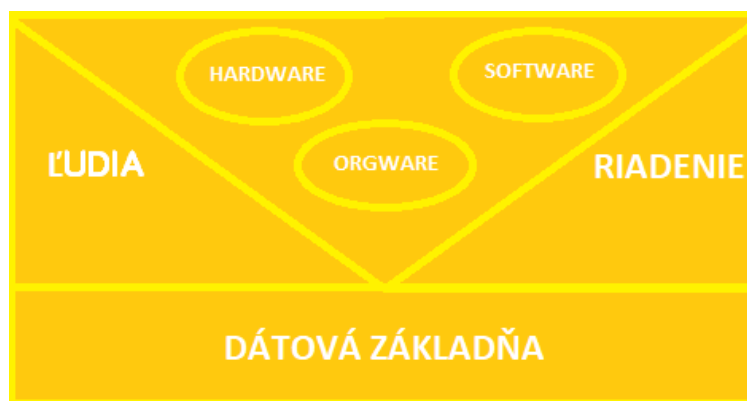 HARDWARE
SOFTWARE
ĽUDIA
ORGWARE
RIADENIE
DÁTOVÁ ZÁKLADŇA